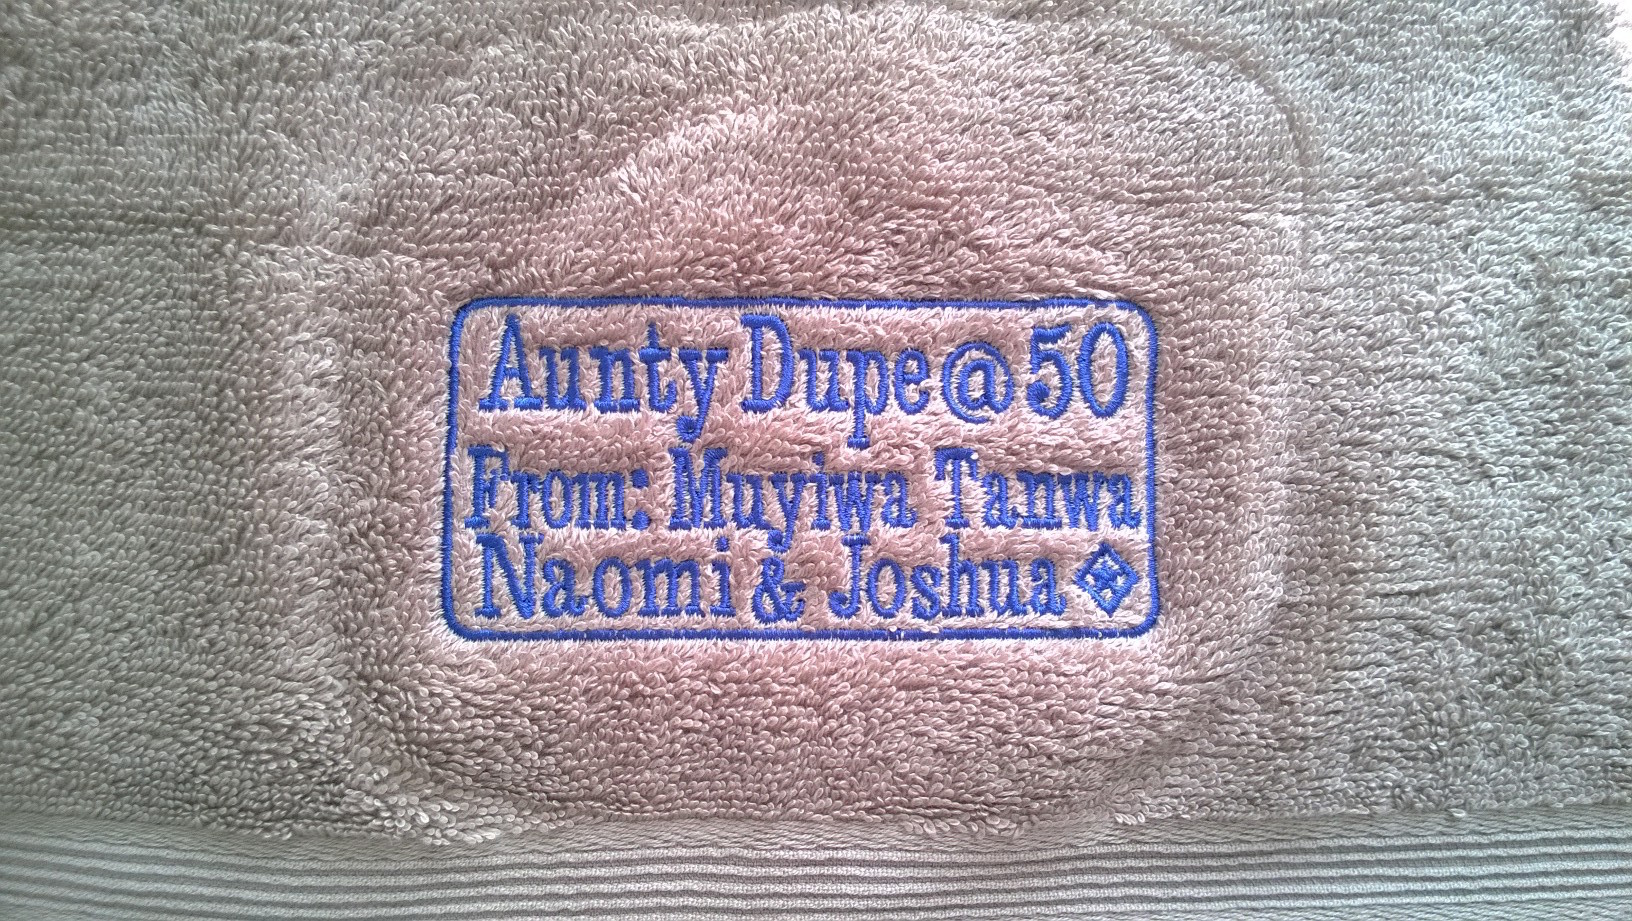 Aunty Dupe@50
From: Muyiwa Tanwa
Naomi & Joshua